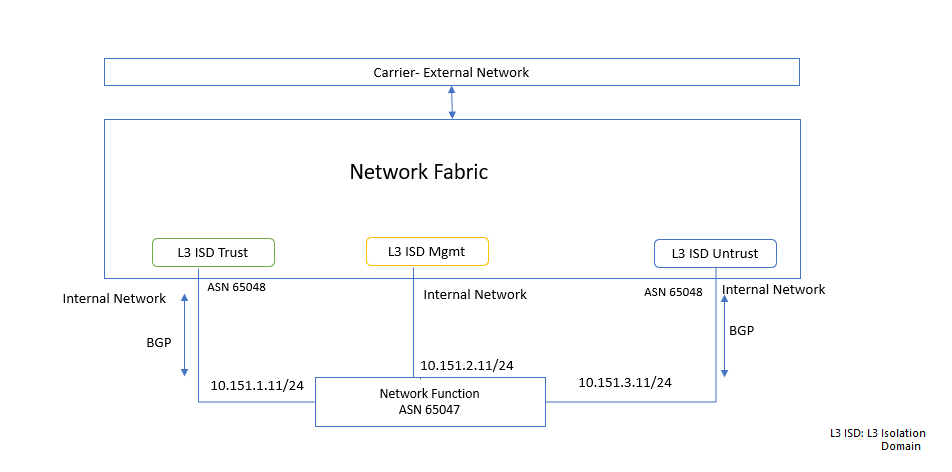 Carrier- External Network
Network Fabric
L3 ISD Trust
L3 ISD Mgmt
L3 ISD Untrust
ASN 65048
ASN 65048
Internal Network
Internal Network
Internal Network
BGP
BGP
10.151.1.11/24
10.151.2.11/24
10.151.3.11/24
Network Function
ASN 65047
L3 ISD: L3 Isolation
Domain